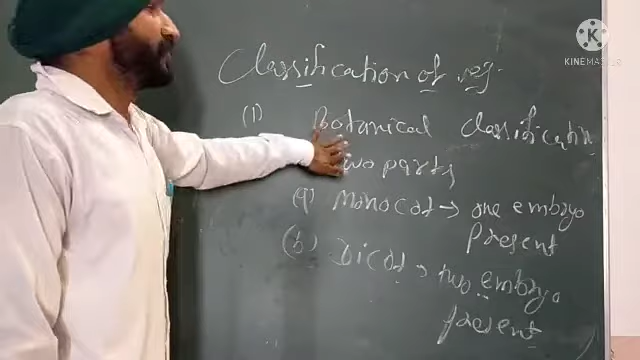 Classification of veg.
(1) Botanical classification
two parts
(a) Monocot → one embryo
present
(b) Dicot → two embryo
present
KINEMASTER